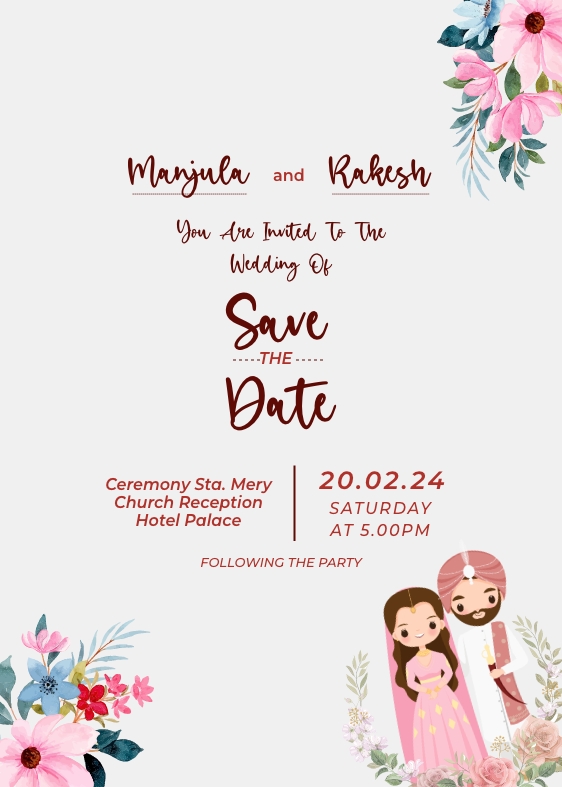 Manjula and Rakesh
You Are Invited To The
Wedding Of
Save
THE
Date
Ceremony Sta. Mery
Church Reception
Hotel Palace
20.02.24
SATURDAY
AT 5.00PM
FOLLOWING THE PARTY